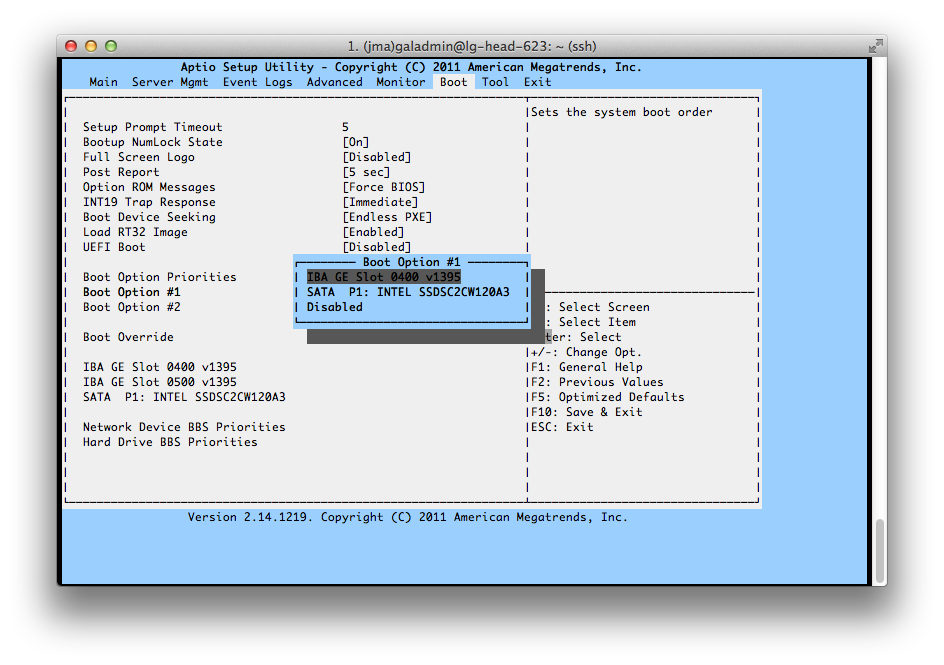 1. (jma)galadmin@lg-head-623: ~ (ssh)
Aptio Setup Utility - Copyright (C) 2011 American Megatrends, Inc.
Main Server Mgmt Event Logs Advanced Monitor Boot Tool Exit
Sets the system boot order
Setup Prompt Timeout 5
Bootup NumLock State [On]
Full Screen Logo [Disabled]
Post Report [5 sec]
Option ROM Messages [Force BIOS]
INT19 Trap Response [Immediate]
Boot Device Seeking [Endless PXE]
Load RT32 Image [Enabled]
UEFI Boot [Disabled]
Boot Option #1
IBA GE Slot 0400 v1395
SATA  P1: INTEL SSDSC2CW120A3
Disabled
Boot Option Priorities
Boot Option #1
Boot Option #2
Boot Override
IBA GE Slot 0400 v1395
IBA GE Slot 0500 v1395
SATA  P1: INTEL SSDSC2CW120A3
Network Device BBS Priorities
Hard Drive BBS Priorities
: Select Screen
: Select Item
ter: Select
+/-: Change Opt.
F1: General Help
F2: Previous Values
F5: Optimized Defaults
F10: Save & Exit
ESC: Exit
Version 2.14.1219. Copyright (C) 2011 American Megatrends, Inc.